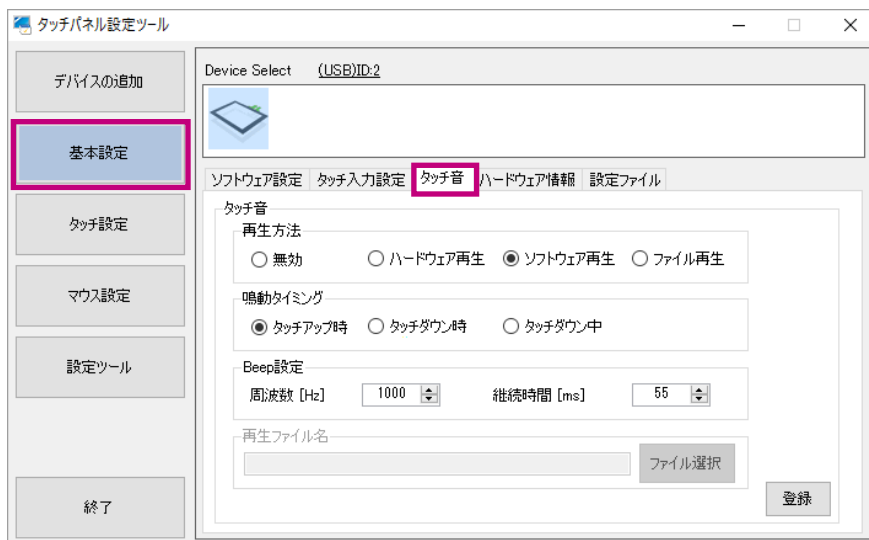 タッチパネル設定ツール
デバイスの追加
基本設定
タッチ設定
マウス設定
設定ツール
終了
Device Select (USB)ID:2
ソフトウェア設定 タッチ入力設定 タッチ音 ハードウェア情報 設定ファイル
タッチ音
再生方法
無効 ハードウェア再生 ソフトウェア再生 ファイル再生
鳴動タイミング
タッチアップ時 タッチダウン時 タッチダウン中
Beep設定
周波数 [Hz] 1000 継続時間 [ms] 55
再生ファイル名
ファイル選択
登録